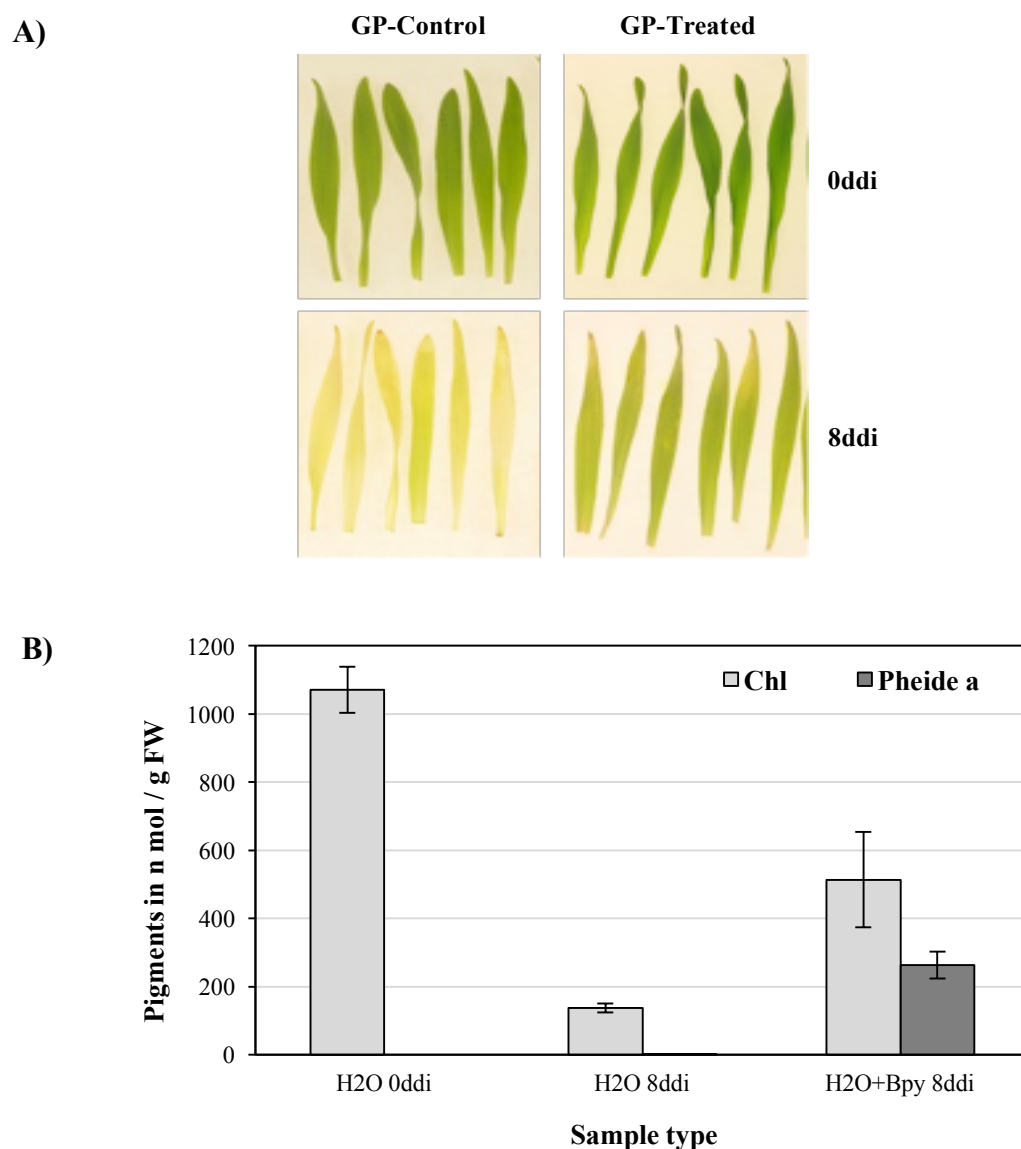 A)
GP-Control GP-Treated
0ddi
8ddi
B)
Pigments in n mol / g FW
1200
1000
800
600
400
200
0
Chl Pheide a
H2O 0ddi H2O 8ddi H2O+Bpy 8ddi
Sample type